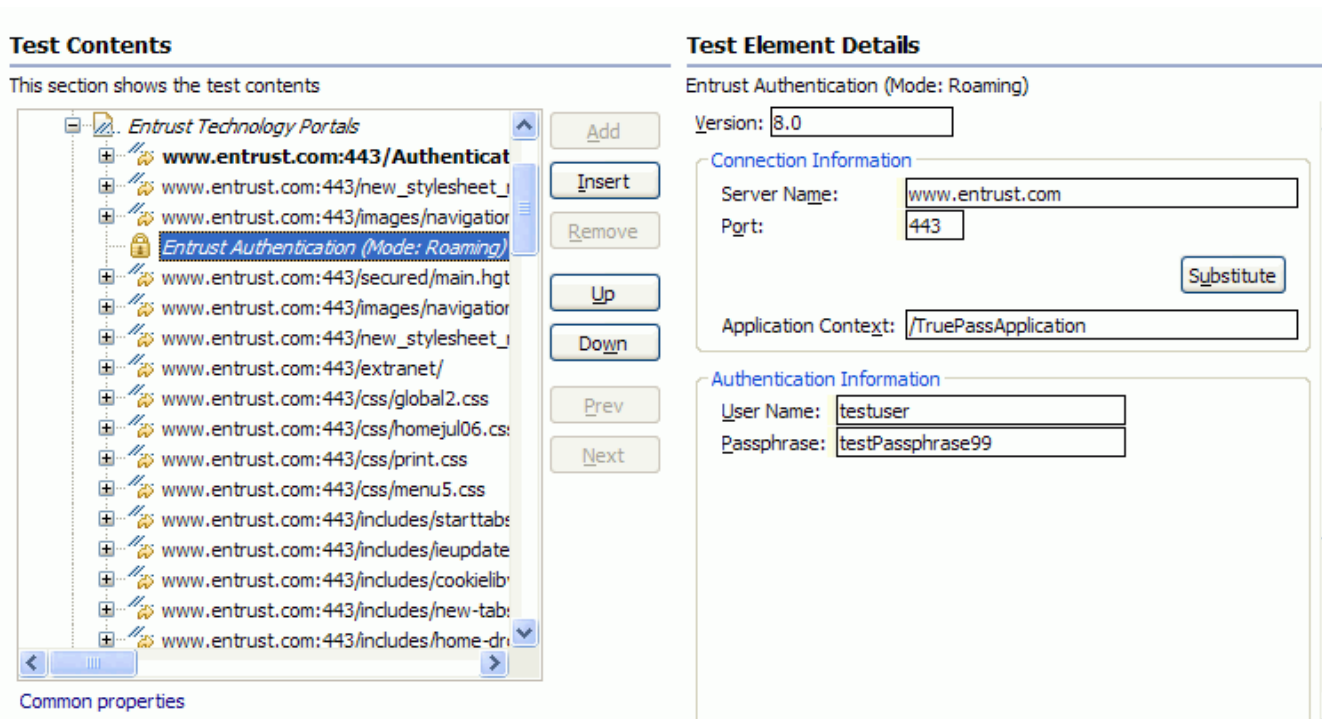 Test Contents
This section shows the test contents
Entrust Technology Portals
www.entrust.com:443/Authenticat
www.entrust.com:443/new_stylesheet_
www.entrust.com:443/images/navigation
Entrust Authentication (Mode: Roaming)
www.entrust.com:443/secured/main.hgt
www.entrust.com:443/images/navigation
www.entrust.com:443/new_stylesheet_
www.entrust.com:443/extranet/
www.entrust.com:443/css/global2.css
www.entrust.com:443/css/homejul06.css
www.entrust.com:443/css/print.css
www.entrust.com:443/css/menu5.css
www.entrust.com:443/includes/starttabs
www.entrust.com:443/includes/ieupdate
www.entrust.com:443/includes/cookielib
www.entrust.com:443/includes/new-tabs
www.entrust.com:443/includes/home-dr
Common properties
Add
Insert
Remove
Up
Down
Prev
Next
Test Element Details
Entrust Authentication (Mode: Roaming)
Version: 8.0
Connection Information
Server Name: www.entrust.com
Port: 443
Substitute
Application Context: /TruePassApplication
Authentication Information
User Name: testuser
Passphrase: testPassphrase99